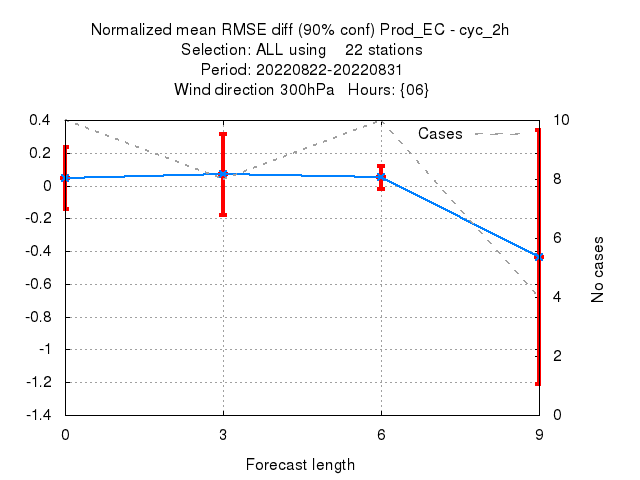 Normalized mean RMSE diff (90% conf) Prod_EC - cyc_2h
Selection: ALL using    22 stations
Period: 20220822-20220831
Wind direction 300hPa   Hours: {06}
Cases
0.4
0.2
0
-0.2
-0.4
-0.6
-0.8
-1
-1.2
-1.4
10
8
6
4
2
0
No cases
0 3 6 9
Forecast length